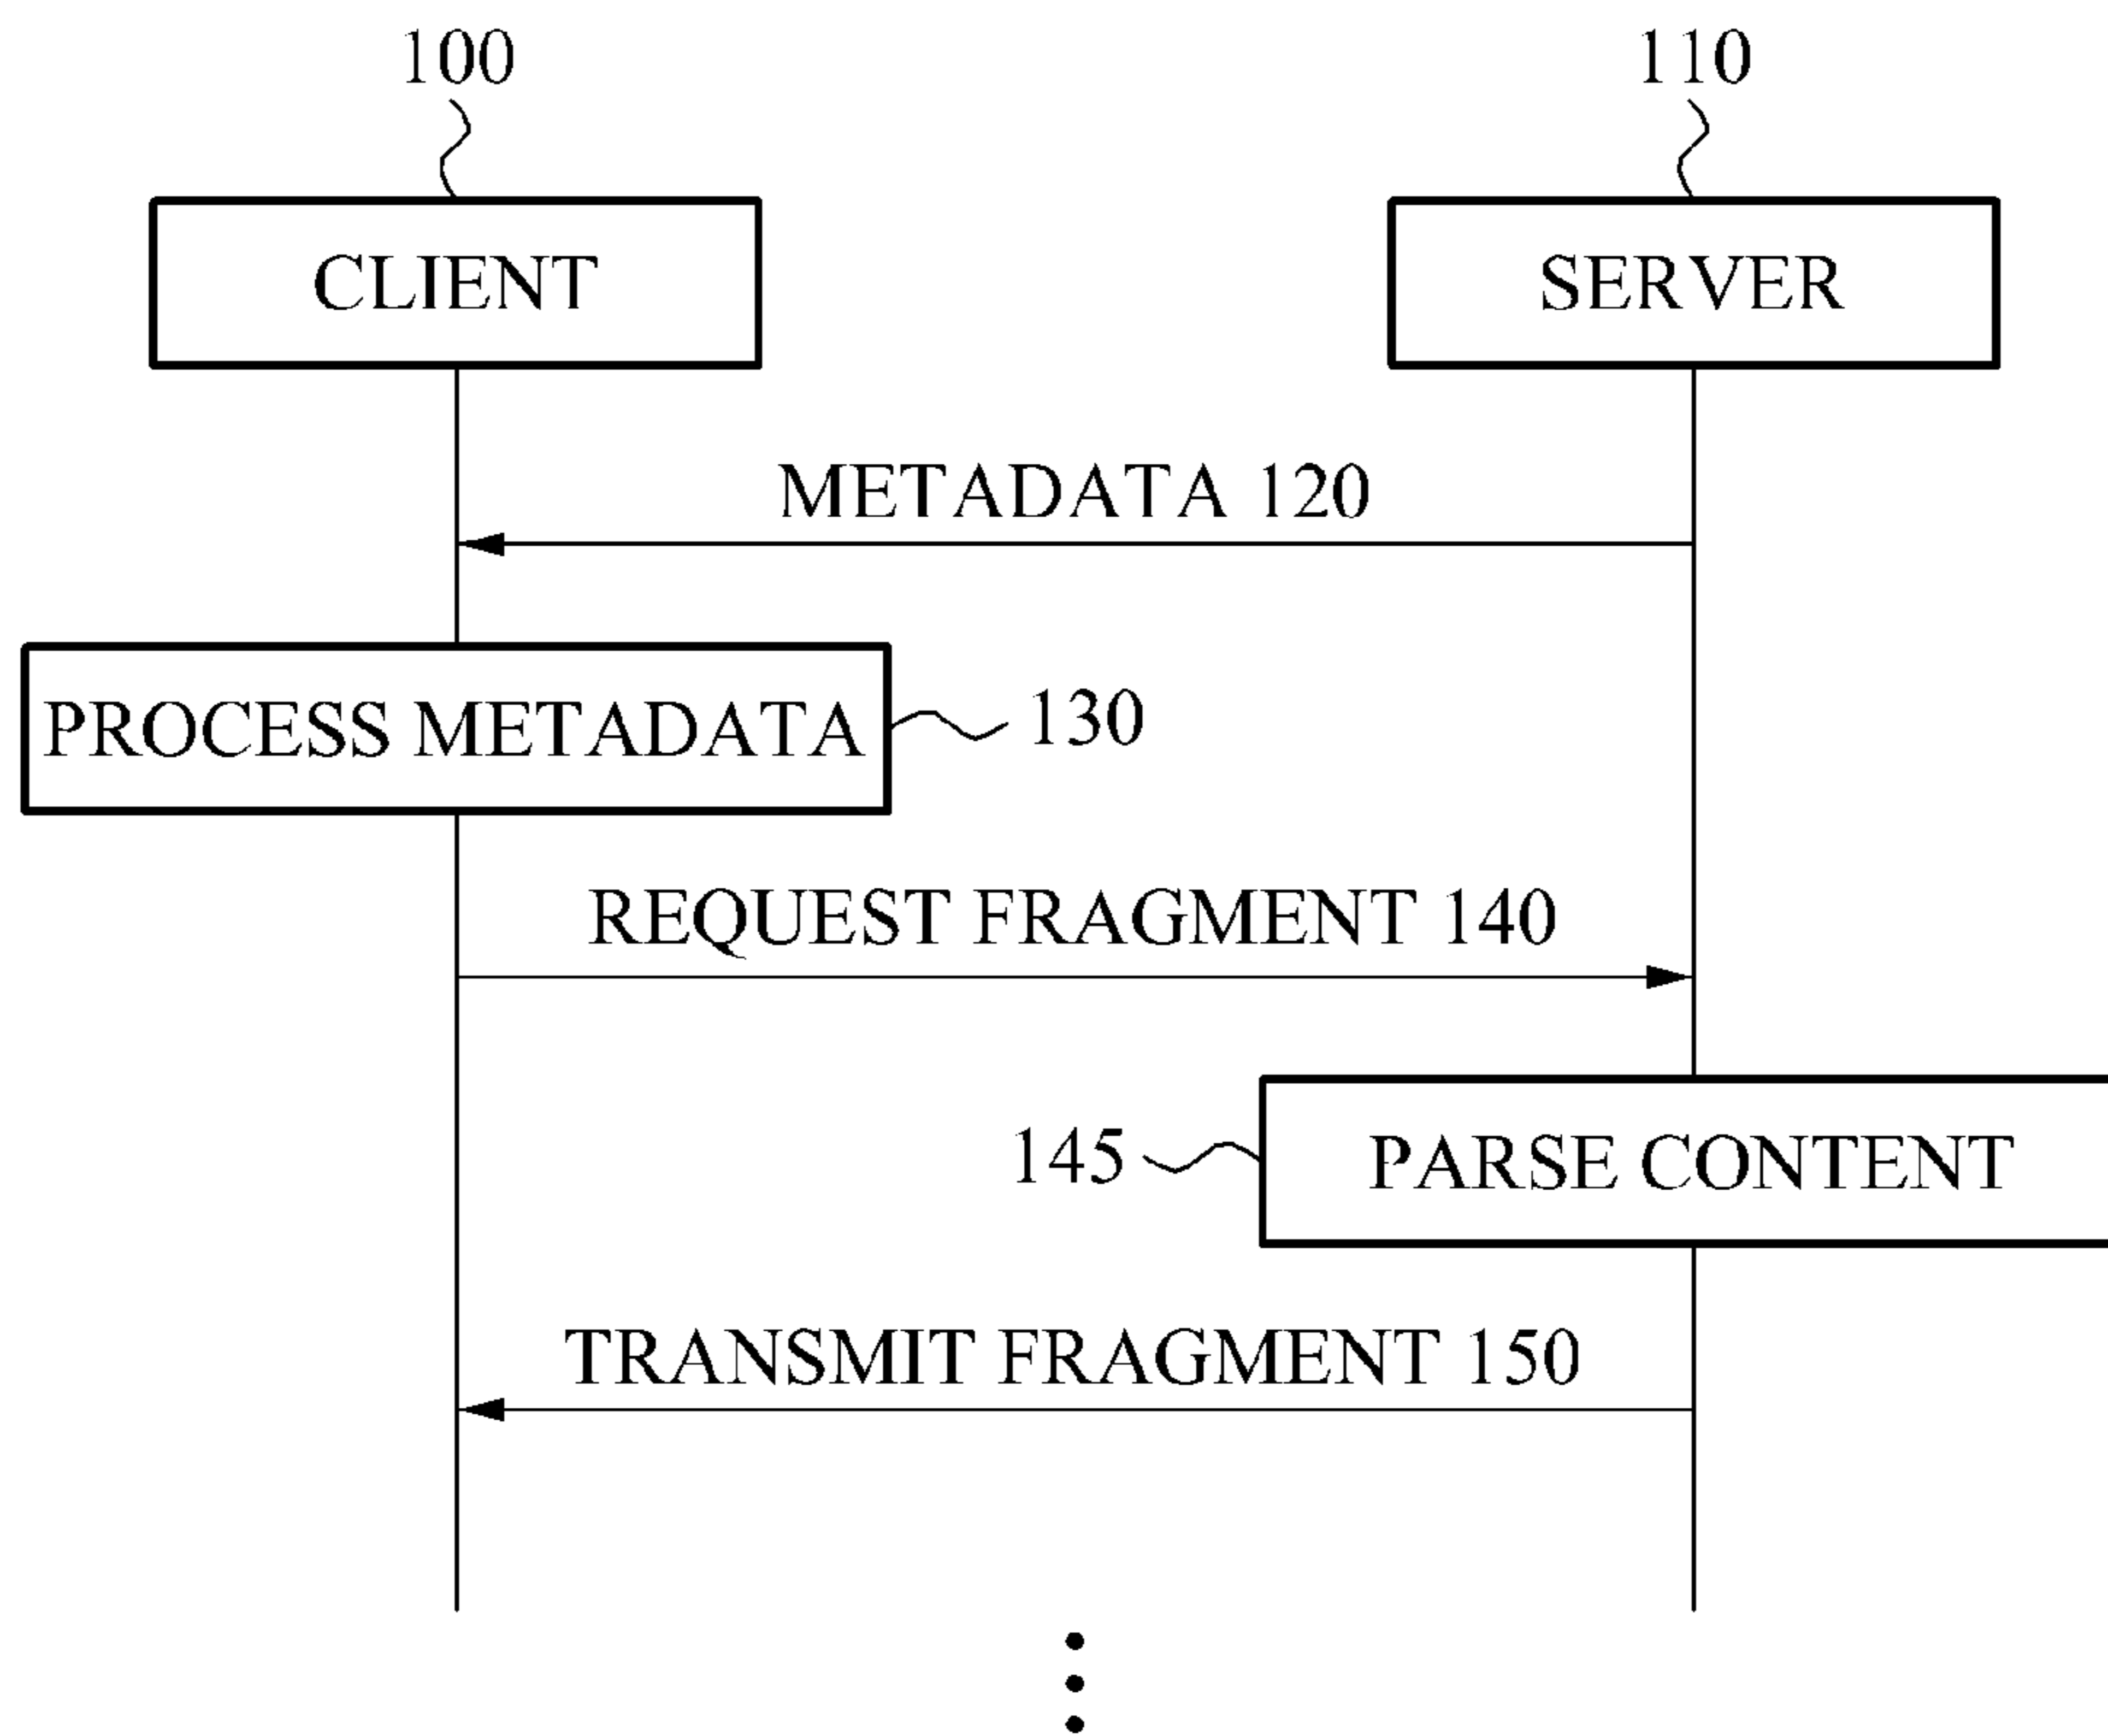 100
110
CLIENT
SERVER
METADATA 120
PROCESS METADATA
130
REQUEST FRAGMENT 140
145
PARSE CONTENT
TRANSMIT FRAGMENT 150